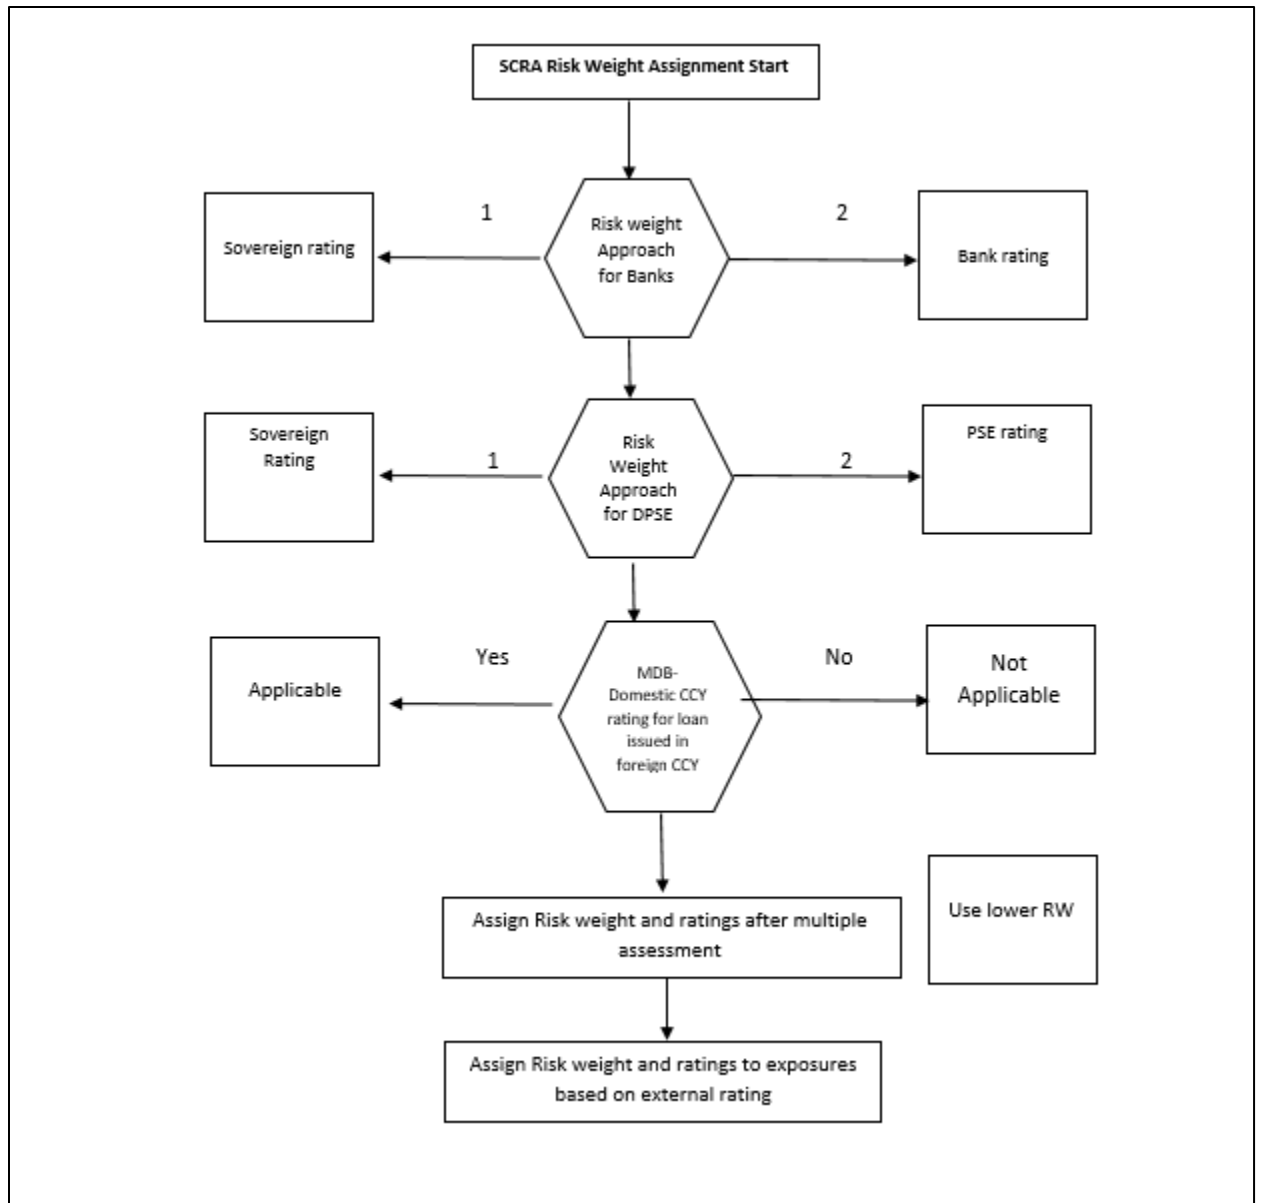 SCRA Risk Weight Assignment Start
1
2
Risk weight
Approach
for Banks
Sovereign rating
Bank rating
Sovereign
Rating
1
Risk
Weight
Approach
for DPSE
2
PSE rating
Applicable
Yes
MDB-
Domestic CCY
rating for loan
issued in
foreign CCY
No
Not
Applicable
Assign Risk weight and ratings after multiple
assessment
Use lower RW
Assign Risk weight and ratings to exposures
based on external rating